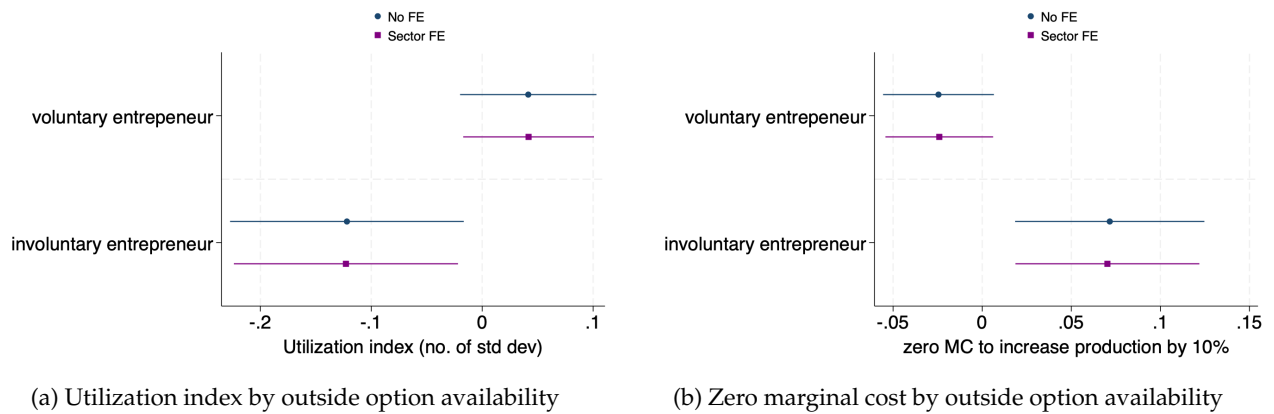 No FE
Sector FE
voluntary entrepeneur
involuntary entrepreneur
-.2 -.1 0 .1
Utilization index (no. of std dev)
(a) Utilization index by outside option availability
No FE
Sector FE
voluntary entrepeneur
involuntary entrepreneur
-.05 0 .05 .1 .15
zero MC to increase production by 10%
(b) Zero marginal cost by outside option availability